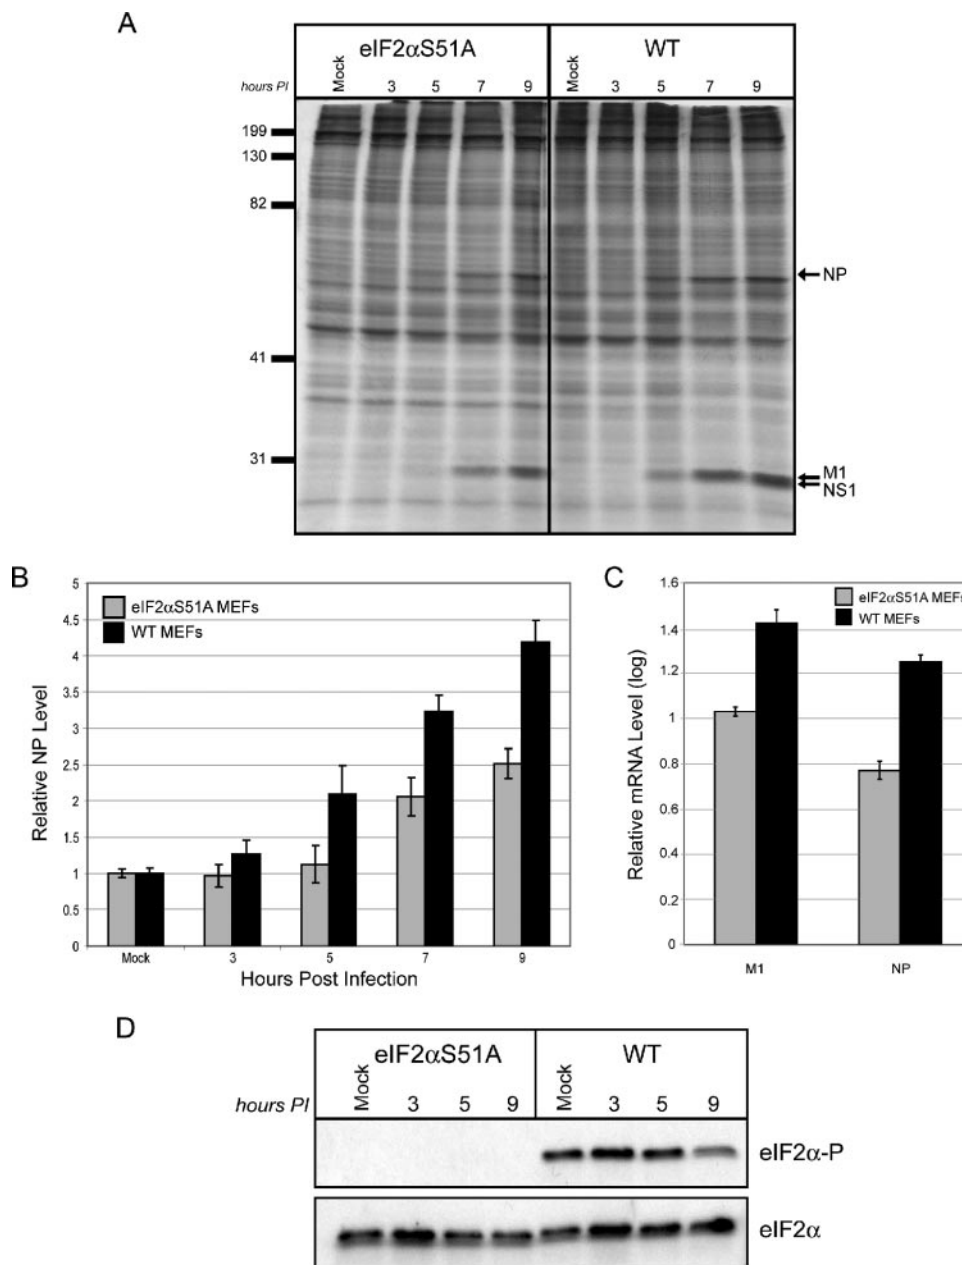 A
eIF2αS51A WT
hours PI Mock 3 5 7 9 Mock 3 5 7 9
199
130
82
NP
41
31
M1
NS1
B
5
4.5
4
3.5
3
2.5
2
1.5
1
0.5
0
Relative NP Level
eIF2αS51A MEFs
WT MEFs
Mock 3 5 7 9
Hours Post Infection
C
1.6
1.4
1.2
1
0.8
0.6
0.4
0.2
0
Relative mRNA Level (log)
eIF2αS51A MEFs
WT MEFs
M1 NP
D
eIF2αS51A WT
hours PI Mock 3 5 9 Mock 3 5 9
eIF2α-P
eIF2α